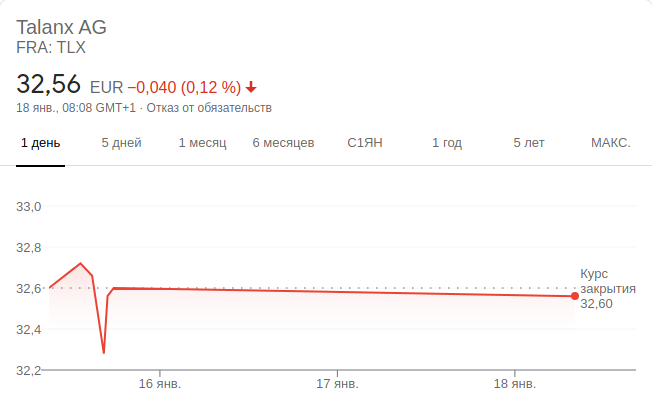 Talanx AG
FRA: TLX
32,56 EUR −0,040 (0,12 %)
18 янв., 08:08 GMT+1 · Отказ от обязательств
1 день 5 дней 1 месяц 6 месяцев С1ЯН 1 год 5 лет МАКС.
33,0
32,8
32,6
32,4
32,2
Курс
закрытия
32,60
16 янв. 17 янв. 18 янв.